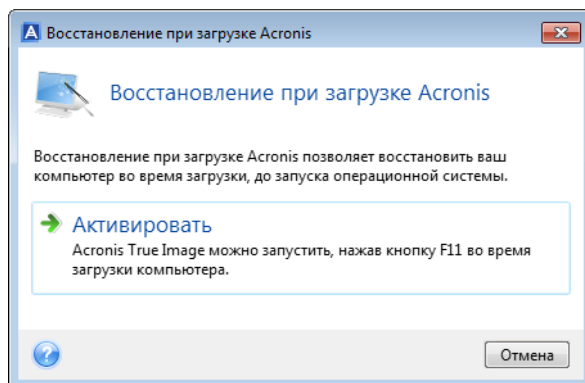 Восстановление при загрузке Acronis
Восстановление при загрузке Acronis
Восстановление при загрузке Acronis позволяет восстановить ваш
компьютер во время загрузки, до запуска операционной системы.
Активировать
Acronis True Image можно запустить, нажав кнопку F11 во время
загрузки компьютера.
Отмена